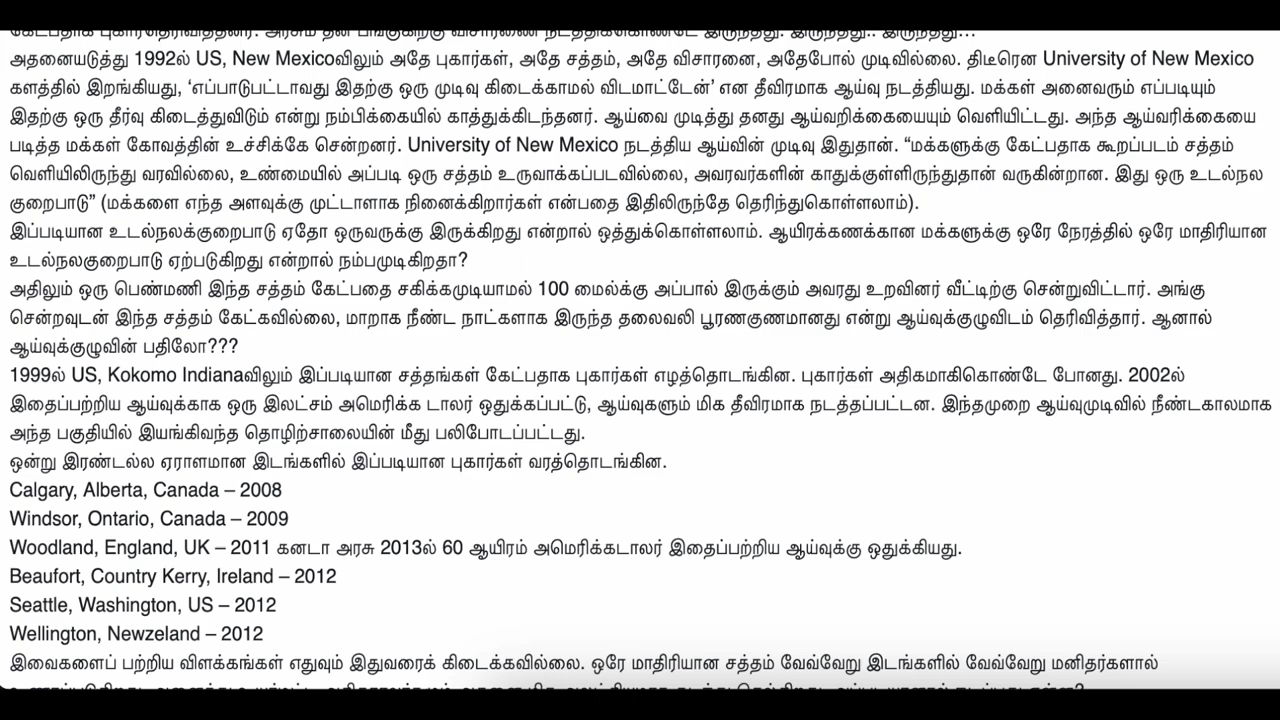 கேட்பதாக புகார்தெரிவித்தனர். அரசும் தன் பங்குகிற்கு விசாரணை நடத்திக்கொண்டே இருந்தது. இருந்தது.. இருந்தது...
அதனையடுத்து 1992ல் US, New Mexicoவிலும் அதே புகார்கள், அதே சத்தம், அதே விசாரனை, அதேபோல் முடிவில்லை. திடீரென University of New Mexico
களத்தில் இறங்கியது, ‘எப்பாடுபட்டாவது இதற்கு ஒரு முடிவு கிடைக்காமல் விடமாட்டேன்’ என தீவிரமாக ஆய்வு நடத்தியது. மக்கள் அனைவரும் எப்படியும்
இதற்கு ஒரு தீர்வு கிடைத்துவிடும் என்று நம்பிக்கையில் காத்துக்கிடந்தனர். ஆய்வை முடித்து தனது ஆய்வறிக்கையையும் வெளியிட்டது. அந்த ஆய்வரிக்கையை
படித்த மக்கள் கோவத்தின் உச்சிக்கே சென்றனர். University of New Mexico நடத்திய ஆய்வின் முடிவு இதுதான். “மக்களுக்கு கேட்பதாக கூறப்படம் சத்தம்
வெளியிலிருந்து வரவில்லை, உண்மையில் அப்படி ஒரு சத்தம் உருவாக்கப்படவில்லை, அவரவர்களின் காதுக்குள்ளிருந்துதான் வருகின்றான. இது ஒரு உடல்நல
குறைபாடு” (மக்களை எந்த அளவுக்கு முட்டாளாக நினைக்கிறார்கள் என்பதை இதிலிருந்தே தெரிந்துகொள்ளலாம்).
இப்படியான உடல்நலக்குறைபாடு ஏதோ ஒருவருக்கு இருக்கிறது என்றால் ஒத்துக்கொள்ளலாம். ஆயிரக்கணக்கான மக்களுக்கு ஒரே நேரத்தில் ஒரே மாதிரியான
உடல்நலகுறைபாடு ஏற்படுகிறது என்றால் நம்பமுடிகிறதா?
அதிலும் ஒரு பெண்மணி இந்த சத்தம் கேட்பதை சகிக்கமுடியாமல் 100 மைல்க்கு அப்பால் இருக்கும் அவரது உறவினர் வீட்டிற்கு சென்றுவிட்டார். அங்கு
சென்றவுடன் இந்த சத்தம் கேட்கவில்லை, மாறாக நீண்ட நாட்களாக இருந்த தலைவலி பூரணகுணமானது என்று ஆய்வுக்குழுவிடம் தெரிவித்தார். ஆனால்
ஆய்வுக்குழுவின் பதிலோ???
1999ல் US, Kokomo Indianaவிலும் இப்படியான சத்தங்கள் கேட்பதாக புகார்கள் எழத்தொடங்கின. புகார்கள் அதிகமாகிகொண்டே போனது. 2002ல்
இதைப்பற்றிய ஆய்வுக்காக ஒரு இலட்சம் அமெரிக்க டாலர் ஒதுக்கப்பட்டு, ஆய்வுகளும் மிக தீவிரமாக நடத்தப்பட்டன. இந்தமுறை ஆய்வுமுடிவில் நீண்டகாலமாக
அந்த பகுதியில் இயங்கிவந்த தொழிற்சாலையின் மீது பலிபோடப்பட்டது.
ஒன்று இரண்டல்ல ஏராளமான இடங்களில் இப்படியான புகார்கள் வரத்தொடங்கின.
Calgary, Alberta, Canada – 2008
Windsor, Ontario, Canada – 2009
Woodland, England, UK – 2011 கனடா அரசு 2013ல் 60 ஆயிரம் அமெரிக்கடாலர் இதைப்பற்றிய ஆய்வுக்கு ஒதுக்கியது.
Beaufort, Country Kerry, Ireland – 2012
Seattle, Washington, US – 2012
Wellington, Newzeland – 2012
இவைகளைப் பற்றிய விளக்கங்கள் எதுவும் இதுவரைக் கிடைக்கவில்லை. ஒரே மாதிரியான சத்தம் வேவ்வேறு இடங்களில் வேவ்வேறு மனிதர்களால்